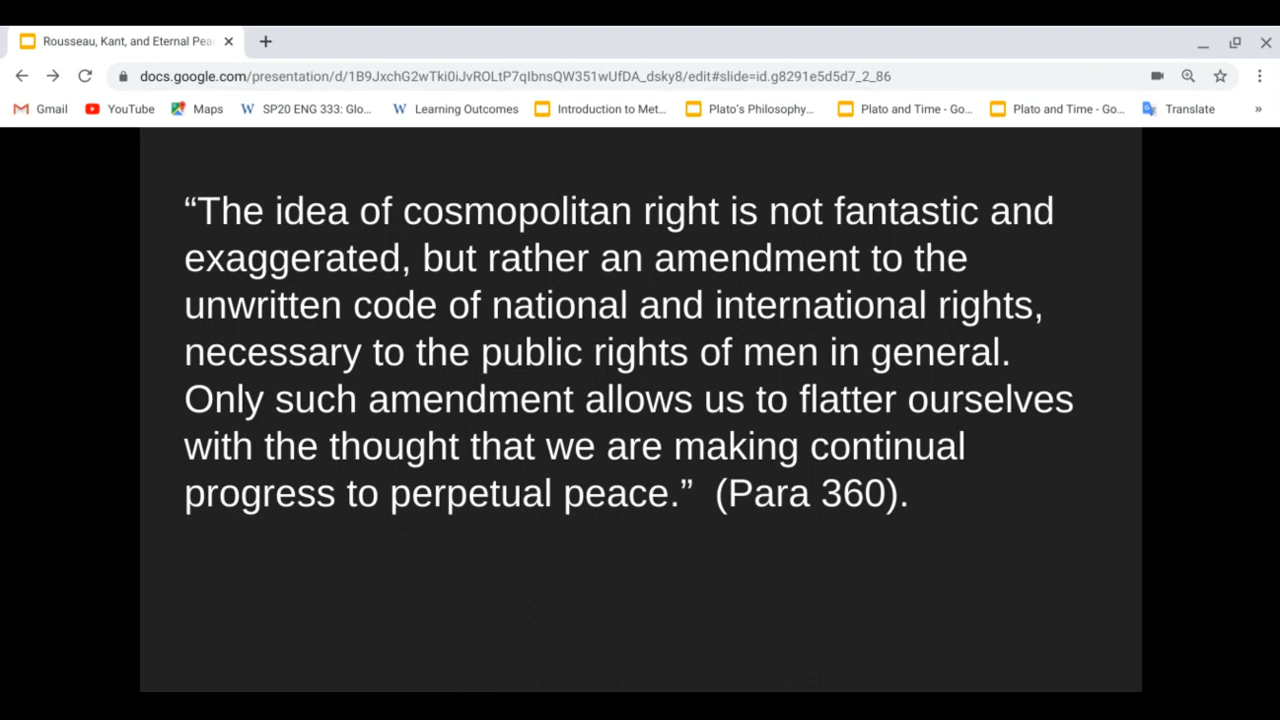 Rousseau, Kant, and Eternal Pea
docs.google.com/presentation/d/1B9JxchG2wTki0iJvROLtP7qIbnsQW351wUfDA_dsky8/edit#slide=id.g8291e5d5d7_2_86
Gmail YouTube Maps SP20 ENG 333: Glo... Learning Outcomes Introduction to Met... Plato's Philosophy... Plato and Time - Go... Plato and Time - Go... Translate »
“The idea of cosmopolitan right is not fantastic and
exaggerated, but rather an amendment to the
unwritten code of national and international rights,
necessary to the public rights of men in general.
Only such amendment allows us to flatter ourselves
with the thought that we are making continual
progress to perpetual peace.” (Para 360).